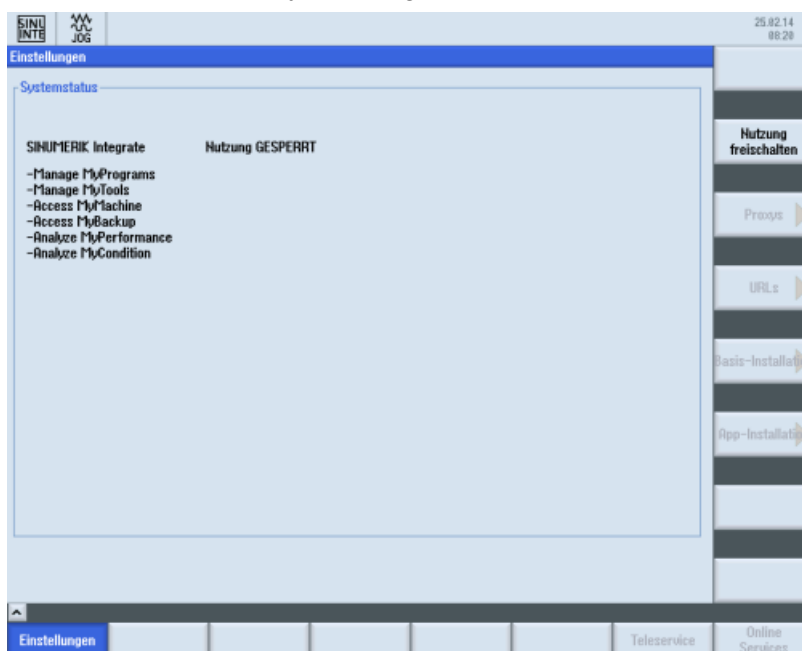 SINU
INTE
JOG
25.02.14
08:20
Einstellungen
Systemstatus
SINUMERIK Integrate Nutzung GESPERRT
-Manage MyPrograms
-Manage MyTools
-Access MyMachine
-Access MyBackup
-Analyze MyPerformance
-Analyze MyCondition
Nutzung
freischalten
Proxys
URLs
Basis-Installati
App-Installatio
Einstellungen
Teleservice
Online
Services